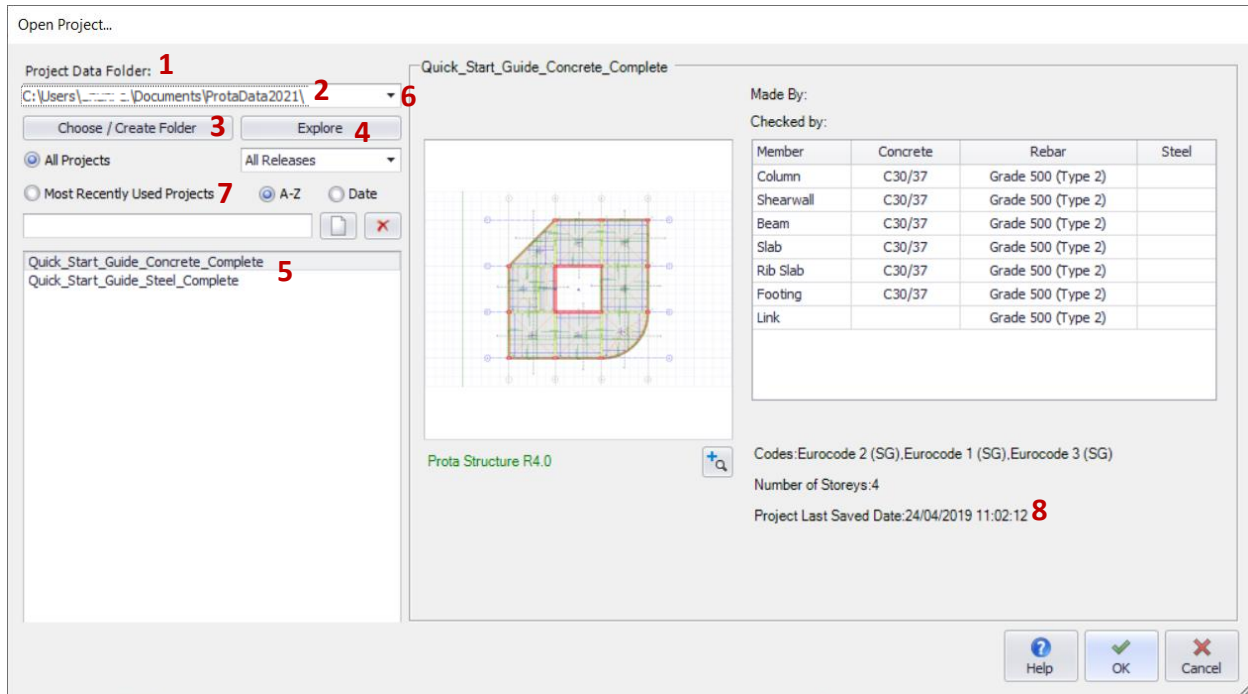 Open Project...
Project Data Folder: 1
C:\Users\ \Documents\ProtaData2021\ 2 6
Choose / Create Folder 3 Explore 4
All Projects All Releases
Most Recently Used Projects 7 A-Z Date
Quick_Start_Guide_Concrete_Complete 5
Quick_Start_Guide_Steel_Complete
Quick_Start_Guide_Concrete_Complete
Prota Structure R4.0
Made By:
Checked by:
Member Concrete Rebar Steel
Column C30/37 Grade 500 (Type 2)
Shearwall C30/37 Grade 500 (Type 2)
Beam C30/37 Grade 500 (Type 2)
Slab C30/37 Grade 500 (Type 2)
Rib Slab C30/37 Grade 500 (Type 2)
Footing C30/37 Grade 500 (Type 2)
Link Grade 500 (Type 2)
Codes:Eurocode 2 (SG),Eurocode 1 (SG),Eurocode 3 (SG)
Number of Storeys:4
Project Last Saved Date:24/04/2019 11:02:12 8
Help OK Cancel